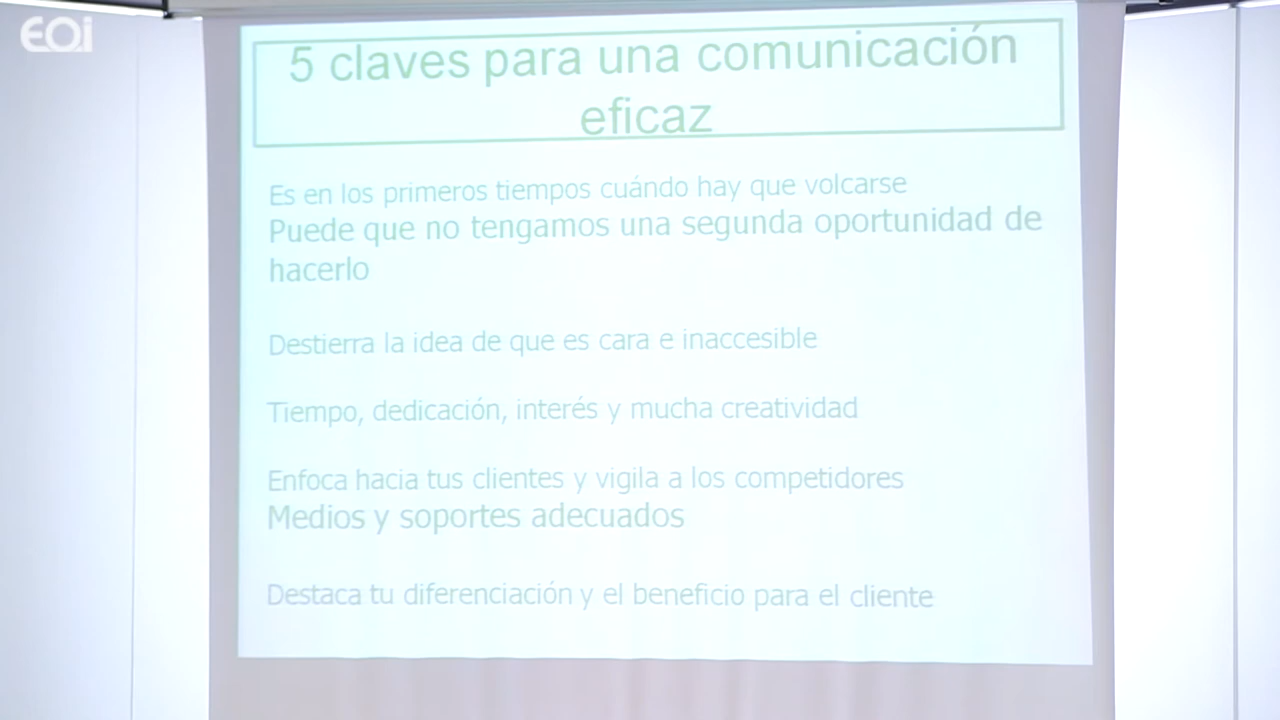 EOi
5 claves para una comunicación
eficaz
Es en los primeros tiempos cuándo hay que volcarse
Puede que no tengamos una segunda oportunidad de
hacerlo
Destierra la idea de que es cara e inaccesible
Tiempo, dedicación, interés y mucha creatividad
Enfoca hacia tus clientes y vigila a los competidores
Medios y soportes adecuados
Destaca tu diferenciación y el beneficio para el cliente